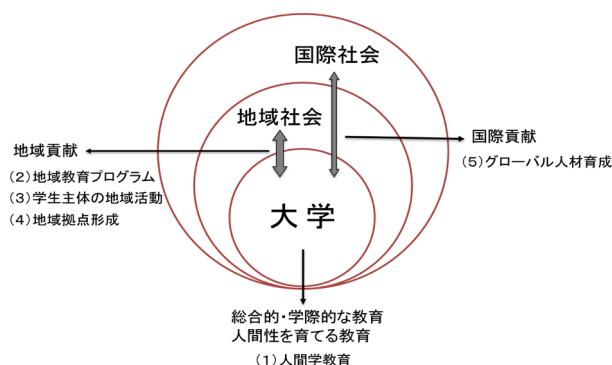 国際社会
地域社会
地域貢献
(2)地域教育プログラム
(3)学生主体の地域活動
(4)地域拠点形成
国際貢献
(5)グローバル人材育成
大学
総合的・学際的な教育
人間性を育てる教育
(1)人間学教育